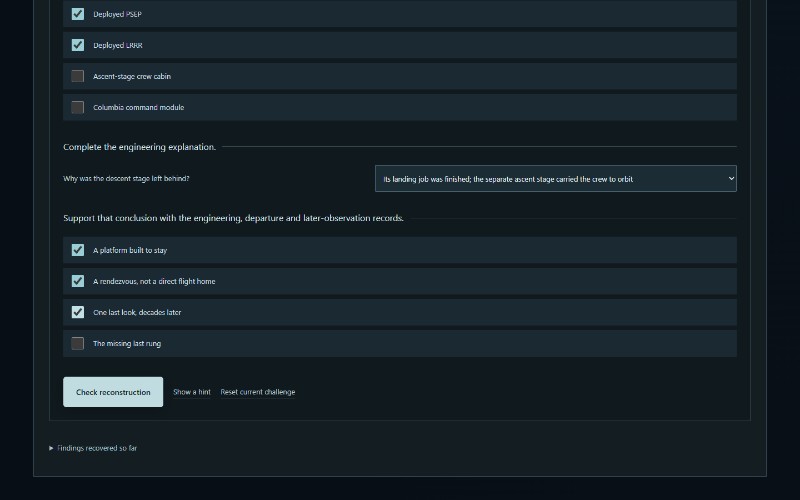 Deployed PSEP
Deployed LRRR
Ascent-stage crew cabin
Columbia command module
Complete the engineering explanation.
Why was the descent stage left behind?
Its landing job was finished; the separate ascent stage carried the crew to orbit
Support that conclusion with the engineering, departure and later-observation records.
A platform built to stay
A rendezvous, not a direct flight home
One last look, decades later
The missing last rung
Check reconstruction
Show a hint
Reset current challenge
Findings recovered so far